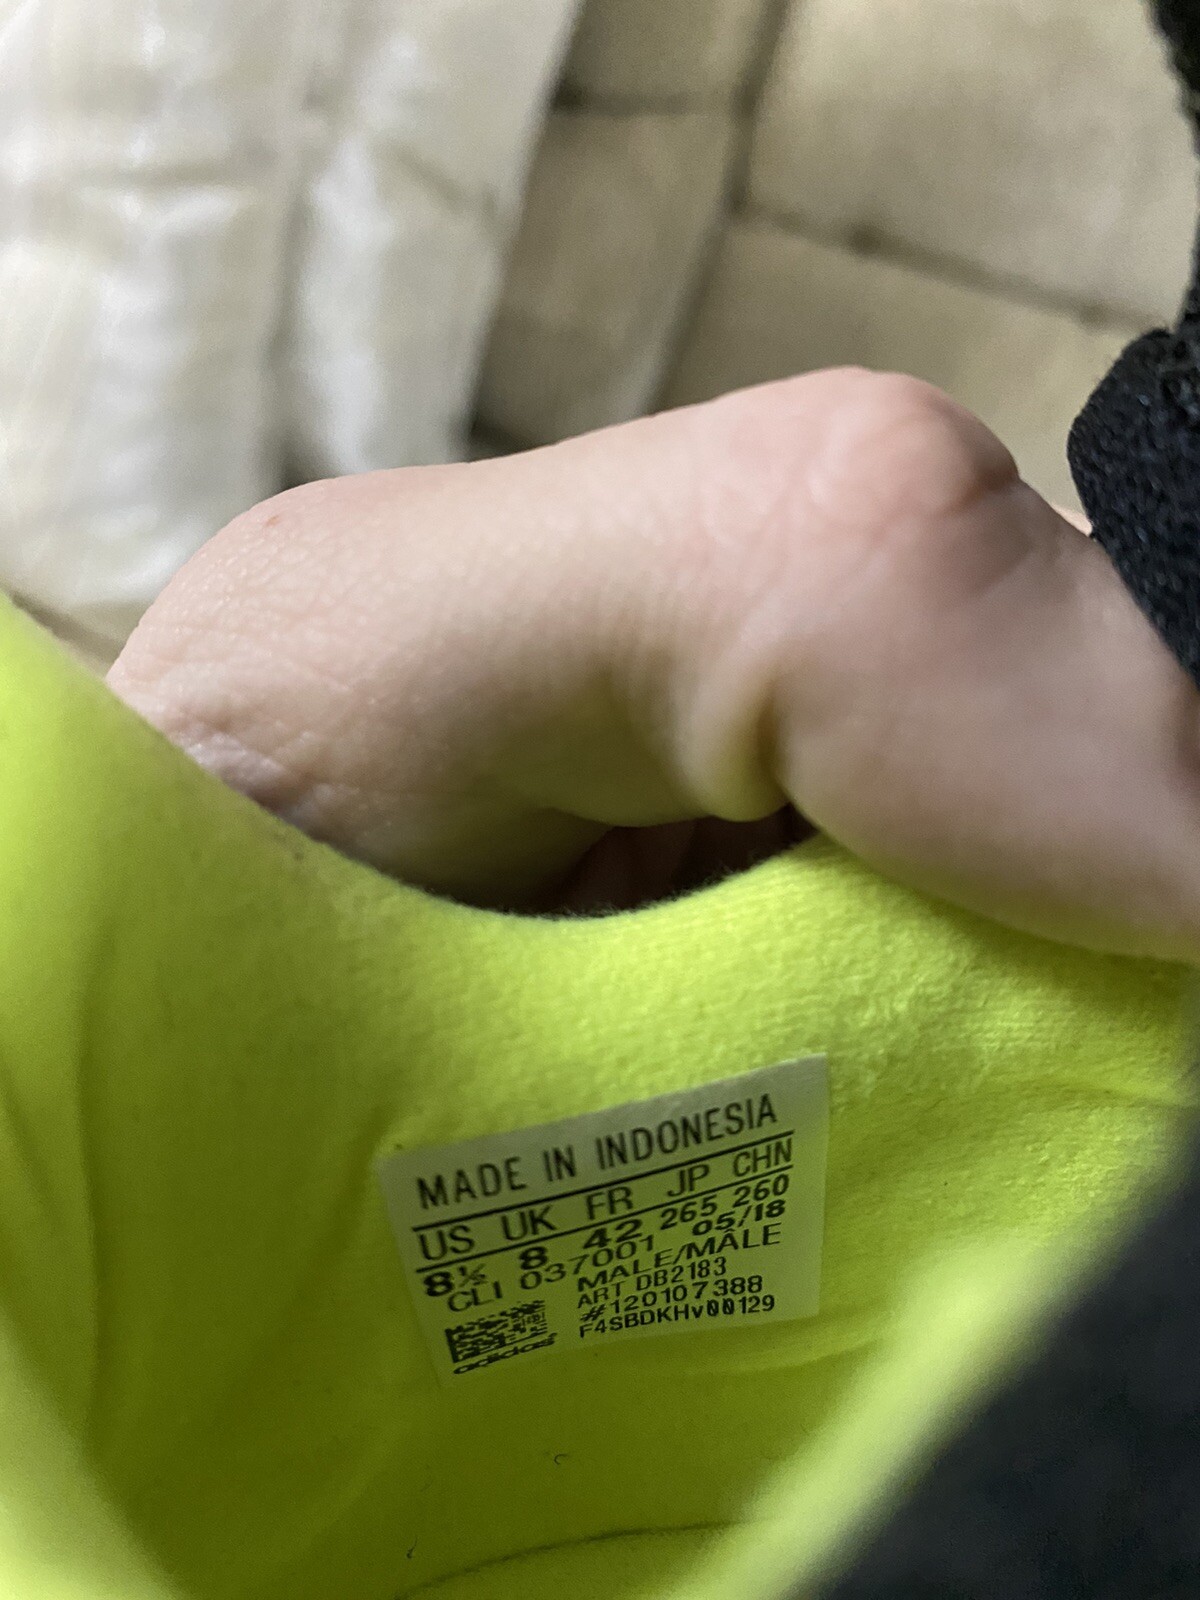 MADE IN INDONESIA
US UK FR JP CHN
8½ 8 42 265 260
CLI 037001 05/18
MALE/MÂLE
ART DB2183
#120107388
F4SBDKHv00129
adidas